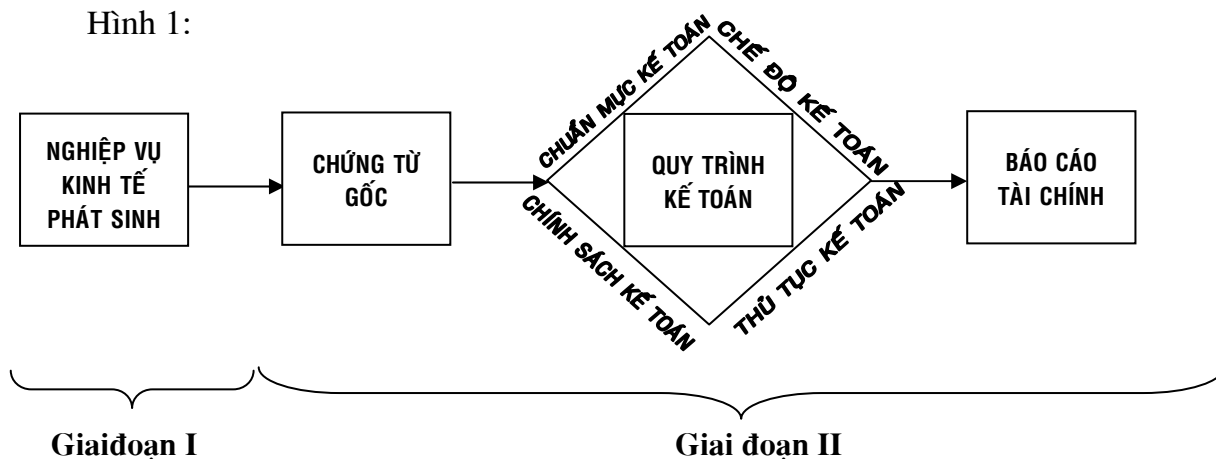 Hình 1:
NGHIỆP VỤ
KINH TẾ
PHÁT SINH
CHỨNG TỪ
GỐC
CHUẨN MỰC KẾ TOÁN
CHẾ ĐỘ KẾ TOÁN
QUY TRÌNH
KẾ TOÁN
CHÍNH SÁCH KẾ TOÁN
THỦ TỤC KẾ TOÁN
BÁO CÁO
TÀI CHÍNH
Giaiđoạn I
Giai đoạn II